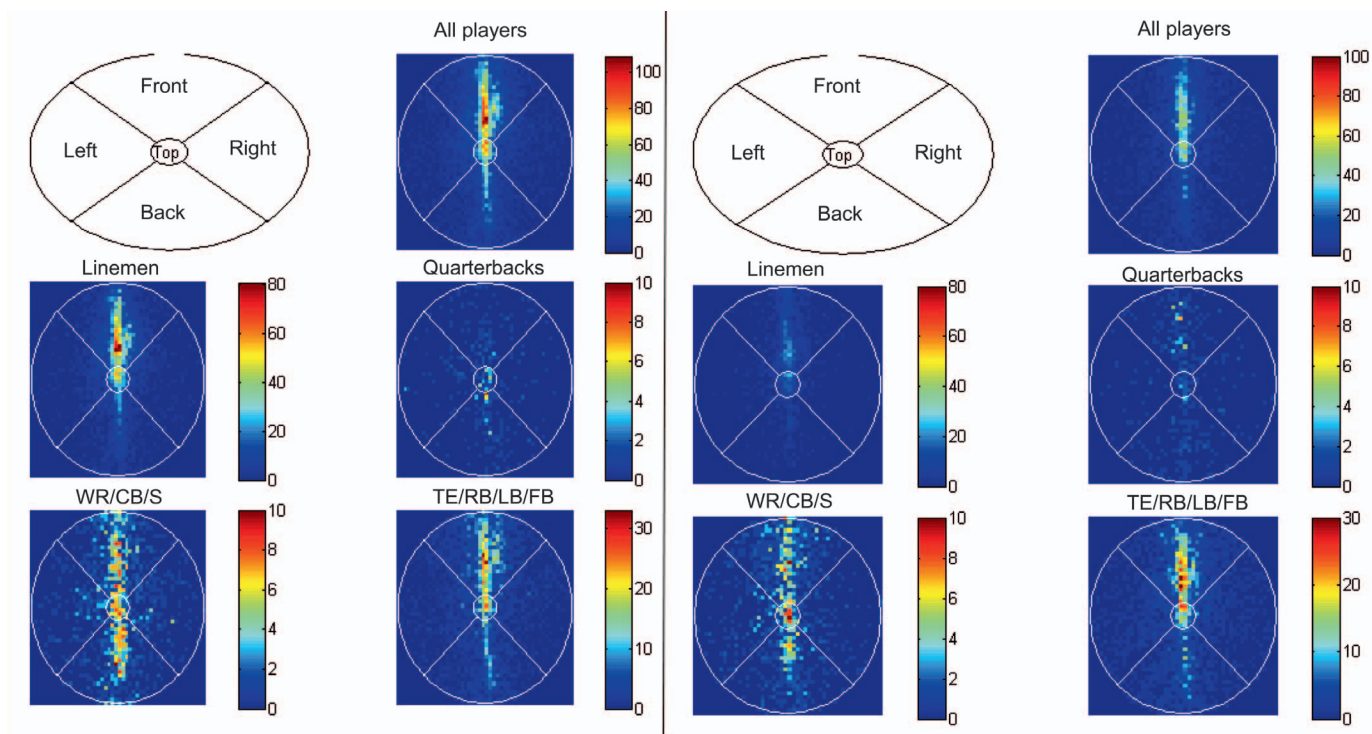 All players
Front
Left
Top
Right
Back
100
80
60
40
20
0
Linemen
80
60
40
20
0
Quarterbacks
10
8
6
4
2
0
WR/CB/S
10
8
6
4
2
0
TE/RB/LB/FB
30
20
10
0
All players
Front
Left
Top
Right
Back
100
80
60
40
20
0
Linemen
80
60
40
20
0
Quarterbacks
10
8
6
4
2
0
WR/CB/S
10
8
6
4
2
0
TE/RB/LB/FB
30
20
10
0